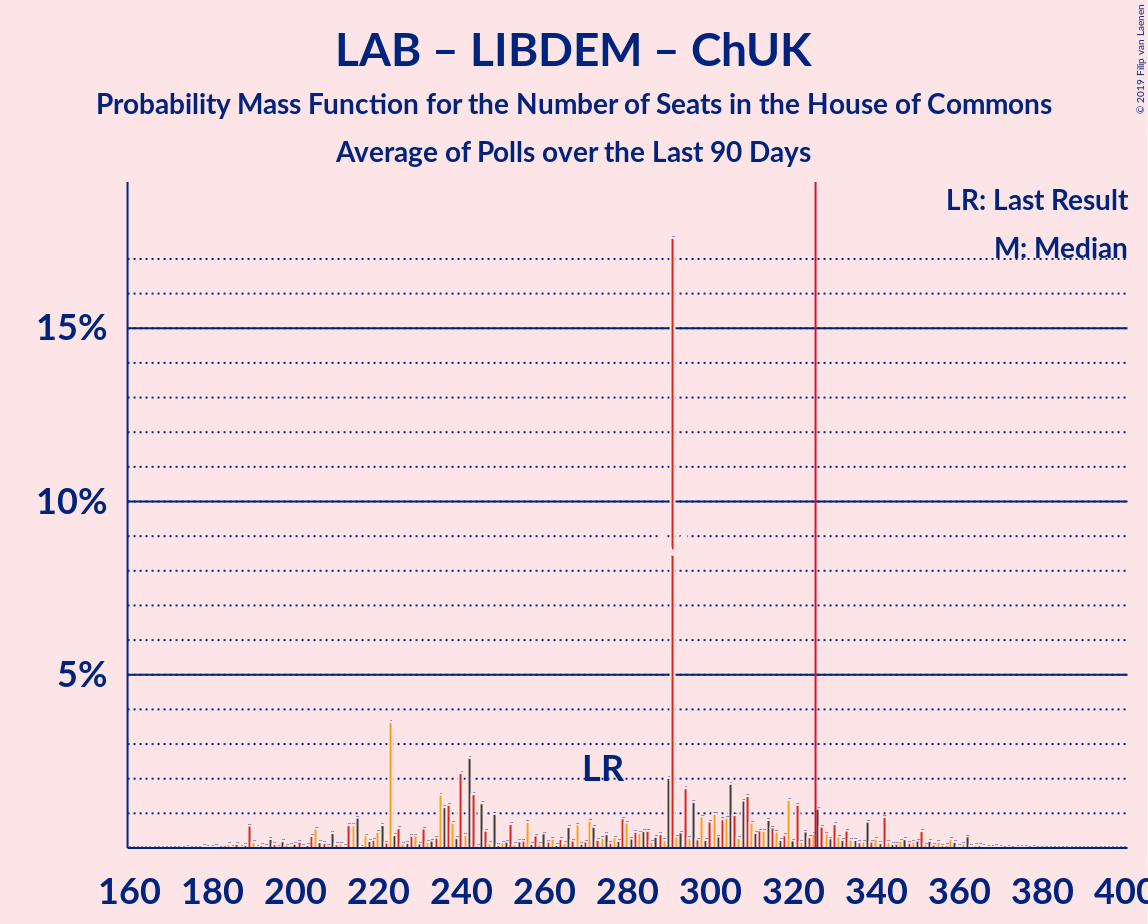 LAB – LIBDEM – ChUK
Probability Mass Function for the Number of Seats in the House of Commons
Average of Polls over the Last 90 Days
© 2019 Filip van Laenen
LR: Last Result
M: Median
15%
10%
5%
LR
160 180 200 220 240 260 280 300 320 340 360 380 400